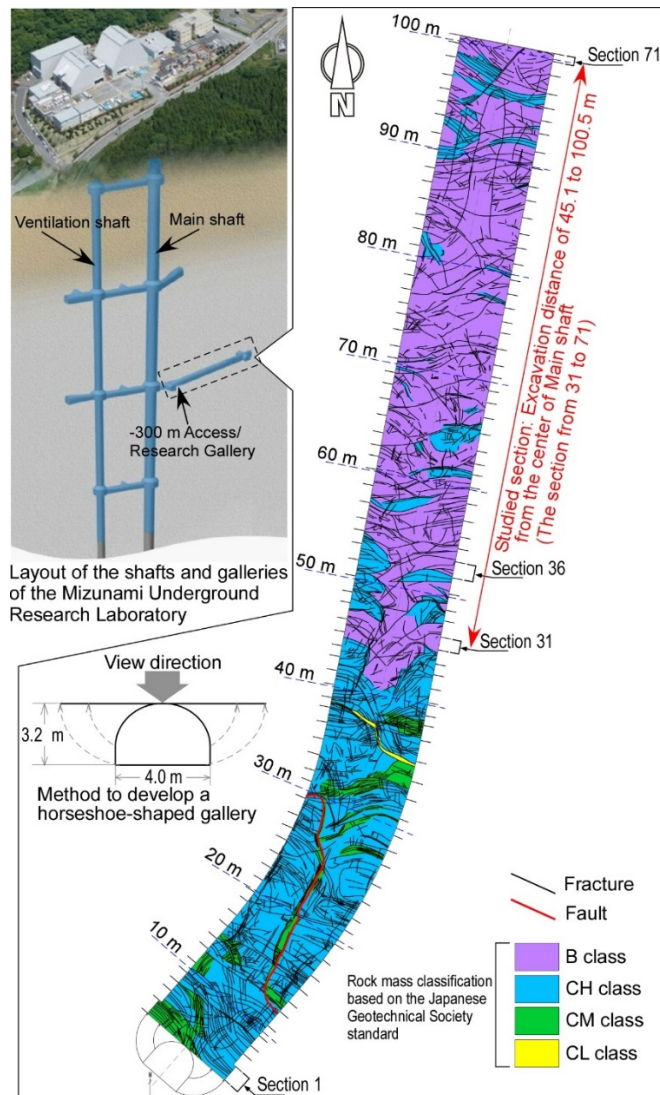 Ventilation shaft
Main shaft
-300 m Access/
Research Gallery
Layout of the shafts and galleries
of the Mizunami Underground
Research Laboratory
View direction
3.2 m
4.0 m
Method to develop a
horseshoe-shaped gallery
N
100 m
90 m
80 m
70 m
60 m
50 m
40 m
30 m
20 m
10 m
Section 71
Section 36
Section 31
Section 1
Studied section: Excavation distance of 45.1 to 100.5 m
from the center of Main shaft
(The section from 31 to 71)
Fracture
Fault
Rock mass classification
based on the Japanese
Geotechnical Society
standard
B class
CH class
CM class
CL class